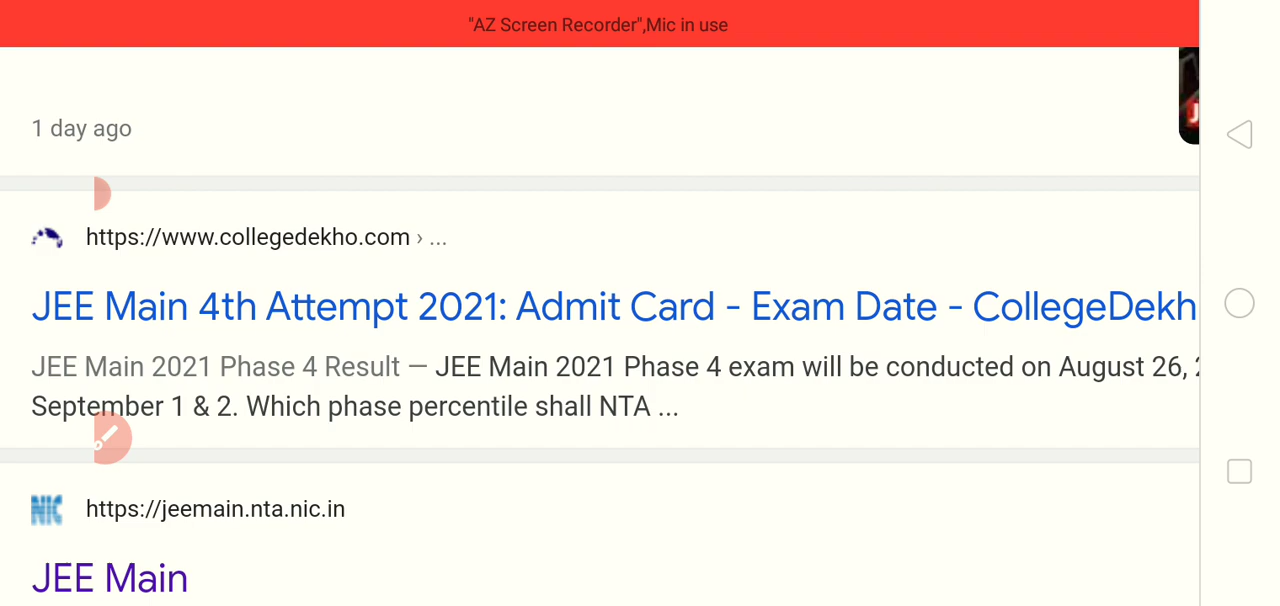 "AZ Screen Recorder",Mic in use
1 day ago
https://www.collegedekho.com › ...
JEE Main 4th Attempt 2021: Admit Card - Exam Date - CollegeDekh
JEE Main 2021 Phase 4 Result — JEE Main 2021 Phase 4 exam will be conducted on August 26,
September 1 & 2. Which phase percentile shall NTA ...
NIC
https://jeemain.nta.nic.in
JEE Main